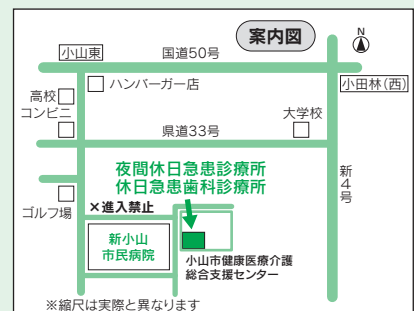 案内図
N
小山東
国道50号
ハンバーガー店
小田林(西)
高校
コンビニ
大学校
県道33号
夜間休日急患診療所
休日急患歯科診療所
新4号
ゴルフ場
×進入禁止
新小山
市民病院
小山市健康医療介護
総合支援センター
※縮尺は実際と異なります